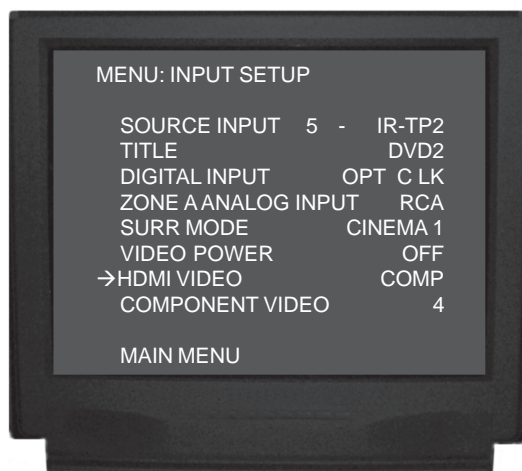 MENU: INPUT SETUP
SOURCE INPUT 5 - IR-TP2
TITLE DVD2
DIGITAL INPUT OPT C LK
ZONE A ANALOG INPUT RCA
SURR MODE CINEMA 1
VIDEO POWER OFF
→HDMI VIDEO COMP
COMPONENT VIDEO 4
MAIN MENU